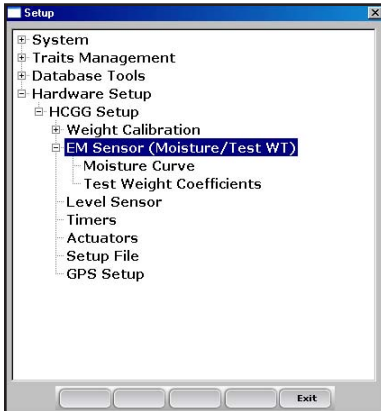 Setup
System
Traits Management
Database Tools
Hardware Setup
HCGG Setup
Weight Calibration
EM Sensor (Moisture/Test WT)
Moisture Curve
Test Weight Coefficients
Level Sensor
Timers
Actuators
Setup File
GPS Setup
Exit